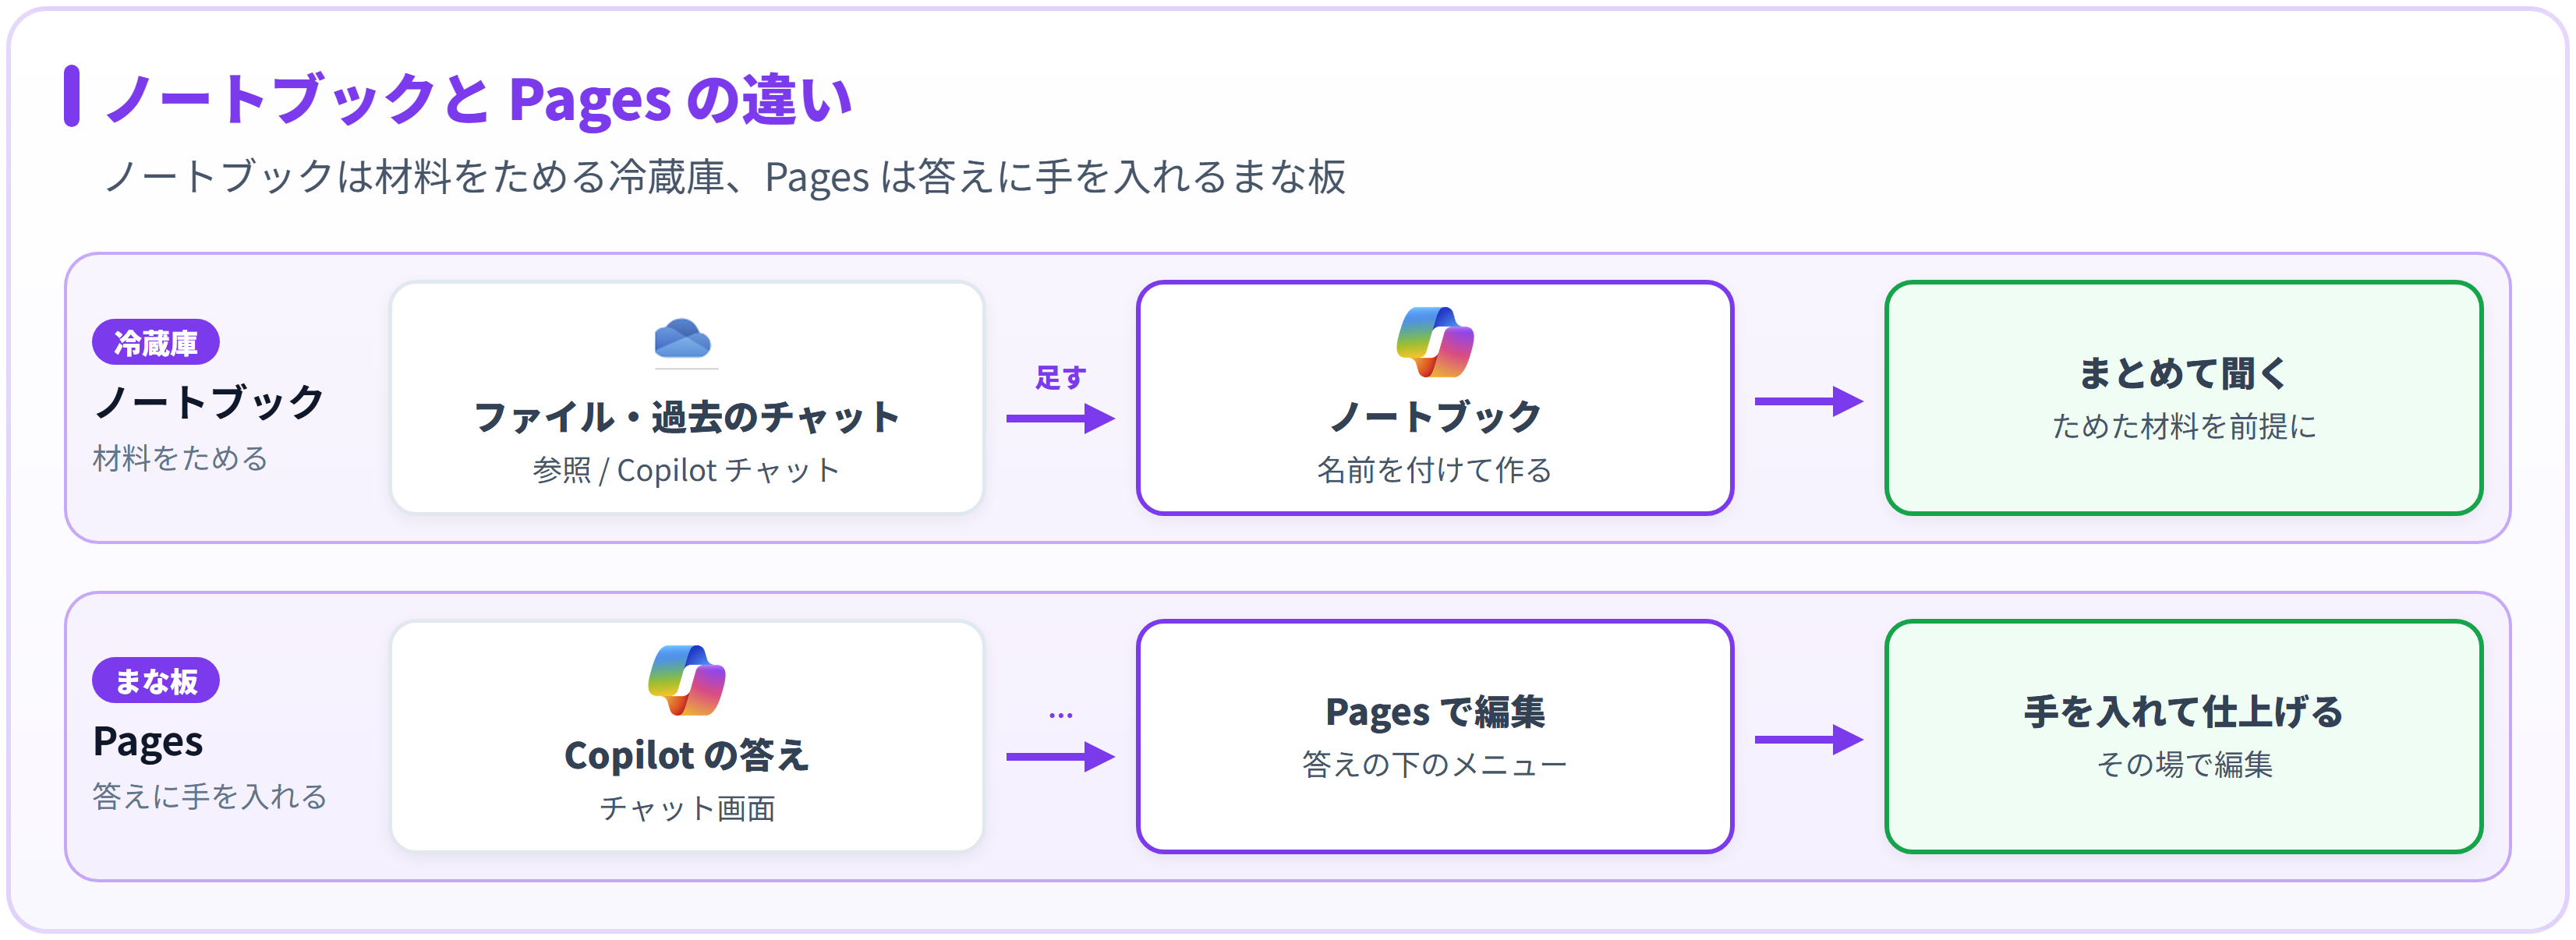 ノートブックと Pages の違い
ノートブックは材料をためる冷蔵庫、Pages は答えに手を入れるまな板
冷蔵庫
ノートブック
材料をためる
ファイル・過去のチャット
参照 / Copilot チャット
足す
ノートブック
名前を付けて作る
まとめて聞く
ためた材料を前提に
まな板
Pages
答えに手を入れる
Copilot の答え
チャット画面
…
Pages で編集
答えの下のメニュー
手を入れて仕上げる
その場で編集